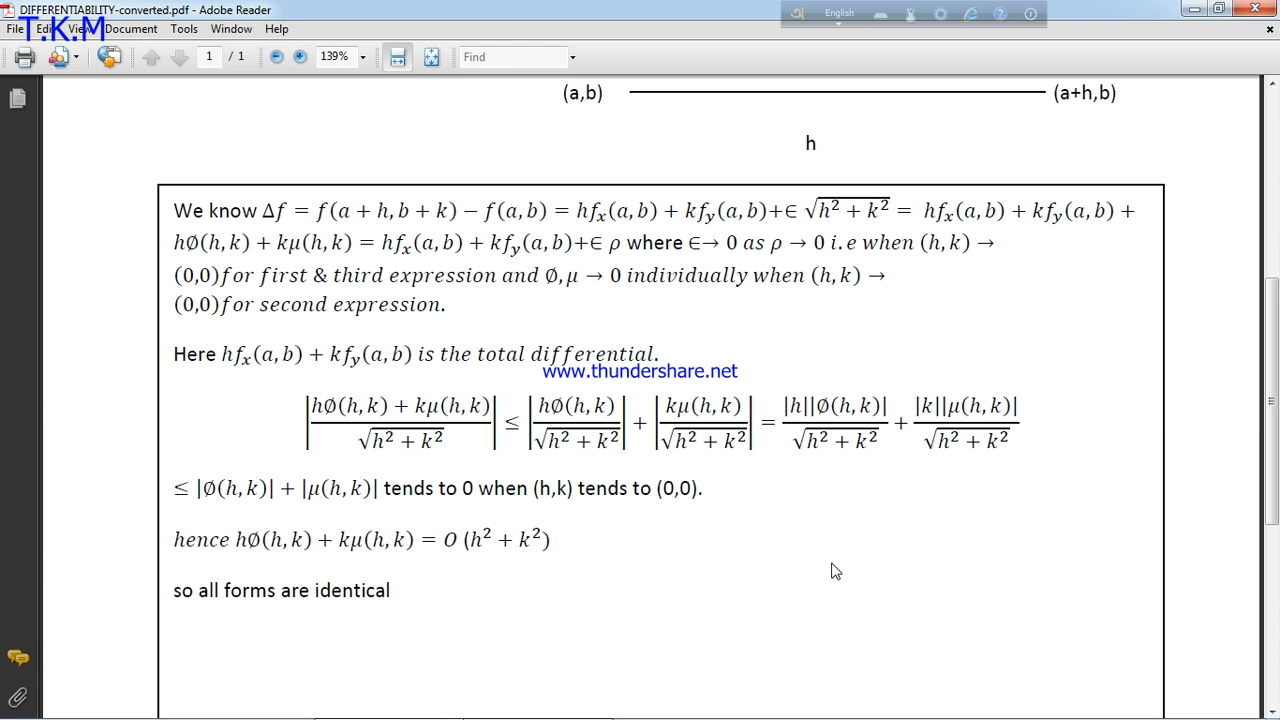 DIFFERENTIABILITY-converted.pdf - Adobe Reader
English
T.K.M
File Edit View Document Tools Window Help
1 / 1 139% Find
(a,b) (a+h,b)
h
We know Δf = f(a + h, b + k) − f(a, b) = hfₓ(a, b) + kf_y(a, b)+∈ √(h² + k²) = hfₓ(a, b) + kf_y(a, b) +
hØ(h, k) + kμ(h, k) = hfₓ(a, b) + kf_y(a, b)+∈ ρ where ∈→ 0 as ρ → 0 i.e when (h, k) →
(0,0)for first & third expression and Ø, μ → 0 individually when (h, k) →
(0,0)for second expression.
Here hfₓ(a, b) + kf_y(a, b) is the total differential.
www.thundershare.net
|(hØ(h, k) + kμ(h, k))/√(h² + k²)| ≤ |hØ(h, k)/√(h² + k²)| + |kμ(h, k)/√(h² + k²)| = |h||Ø(h, k)|/√(h² + k²) + |k||μ(h, k)|/√(h² + k²)
≤ |Ø(h, k)| + |μ(h, k)| tends to 0 when (h,k) tends to (0,0).
hence hØ(h, k) + kμ(h, k) = O (h² + k²)
so all forms are identical